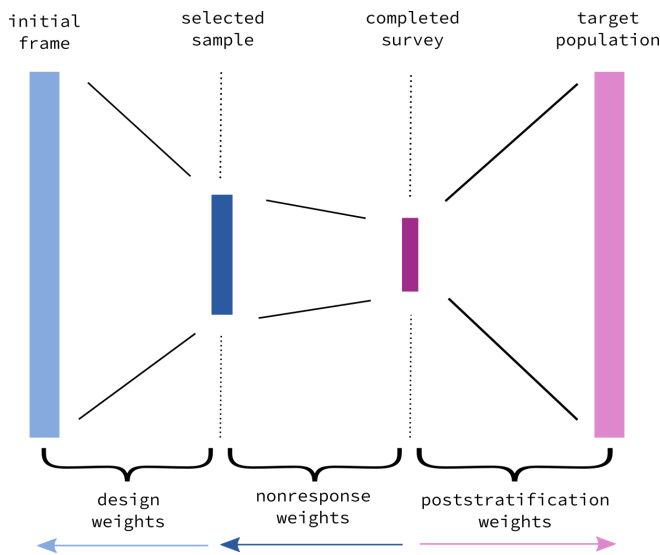 initial
frame
selected
sample
completed
survey
target
population
design
weights
nonresponse
weights
poststratification
weights